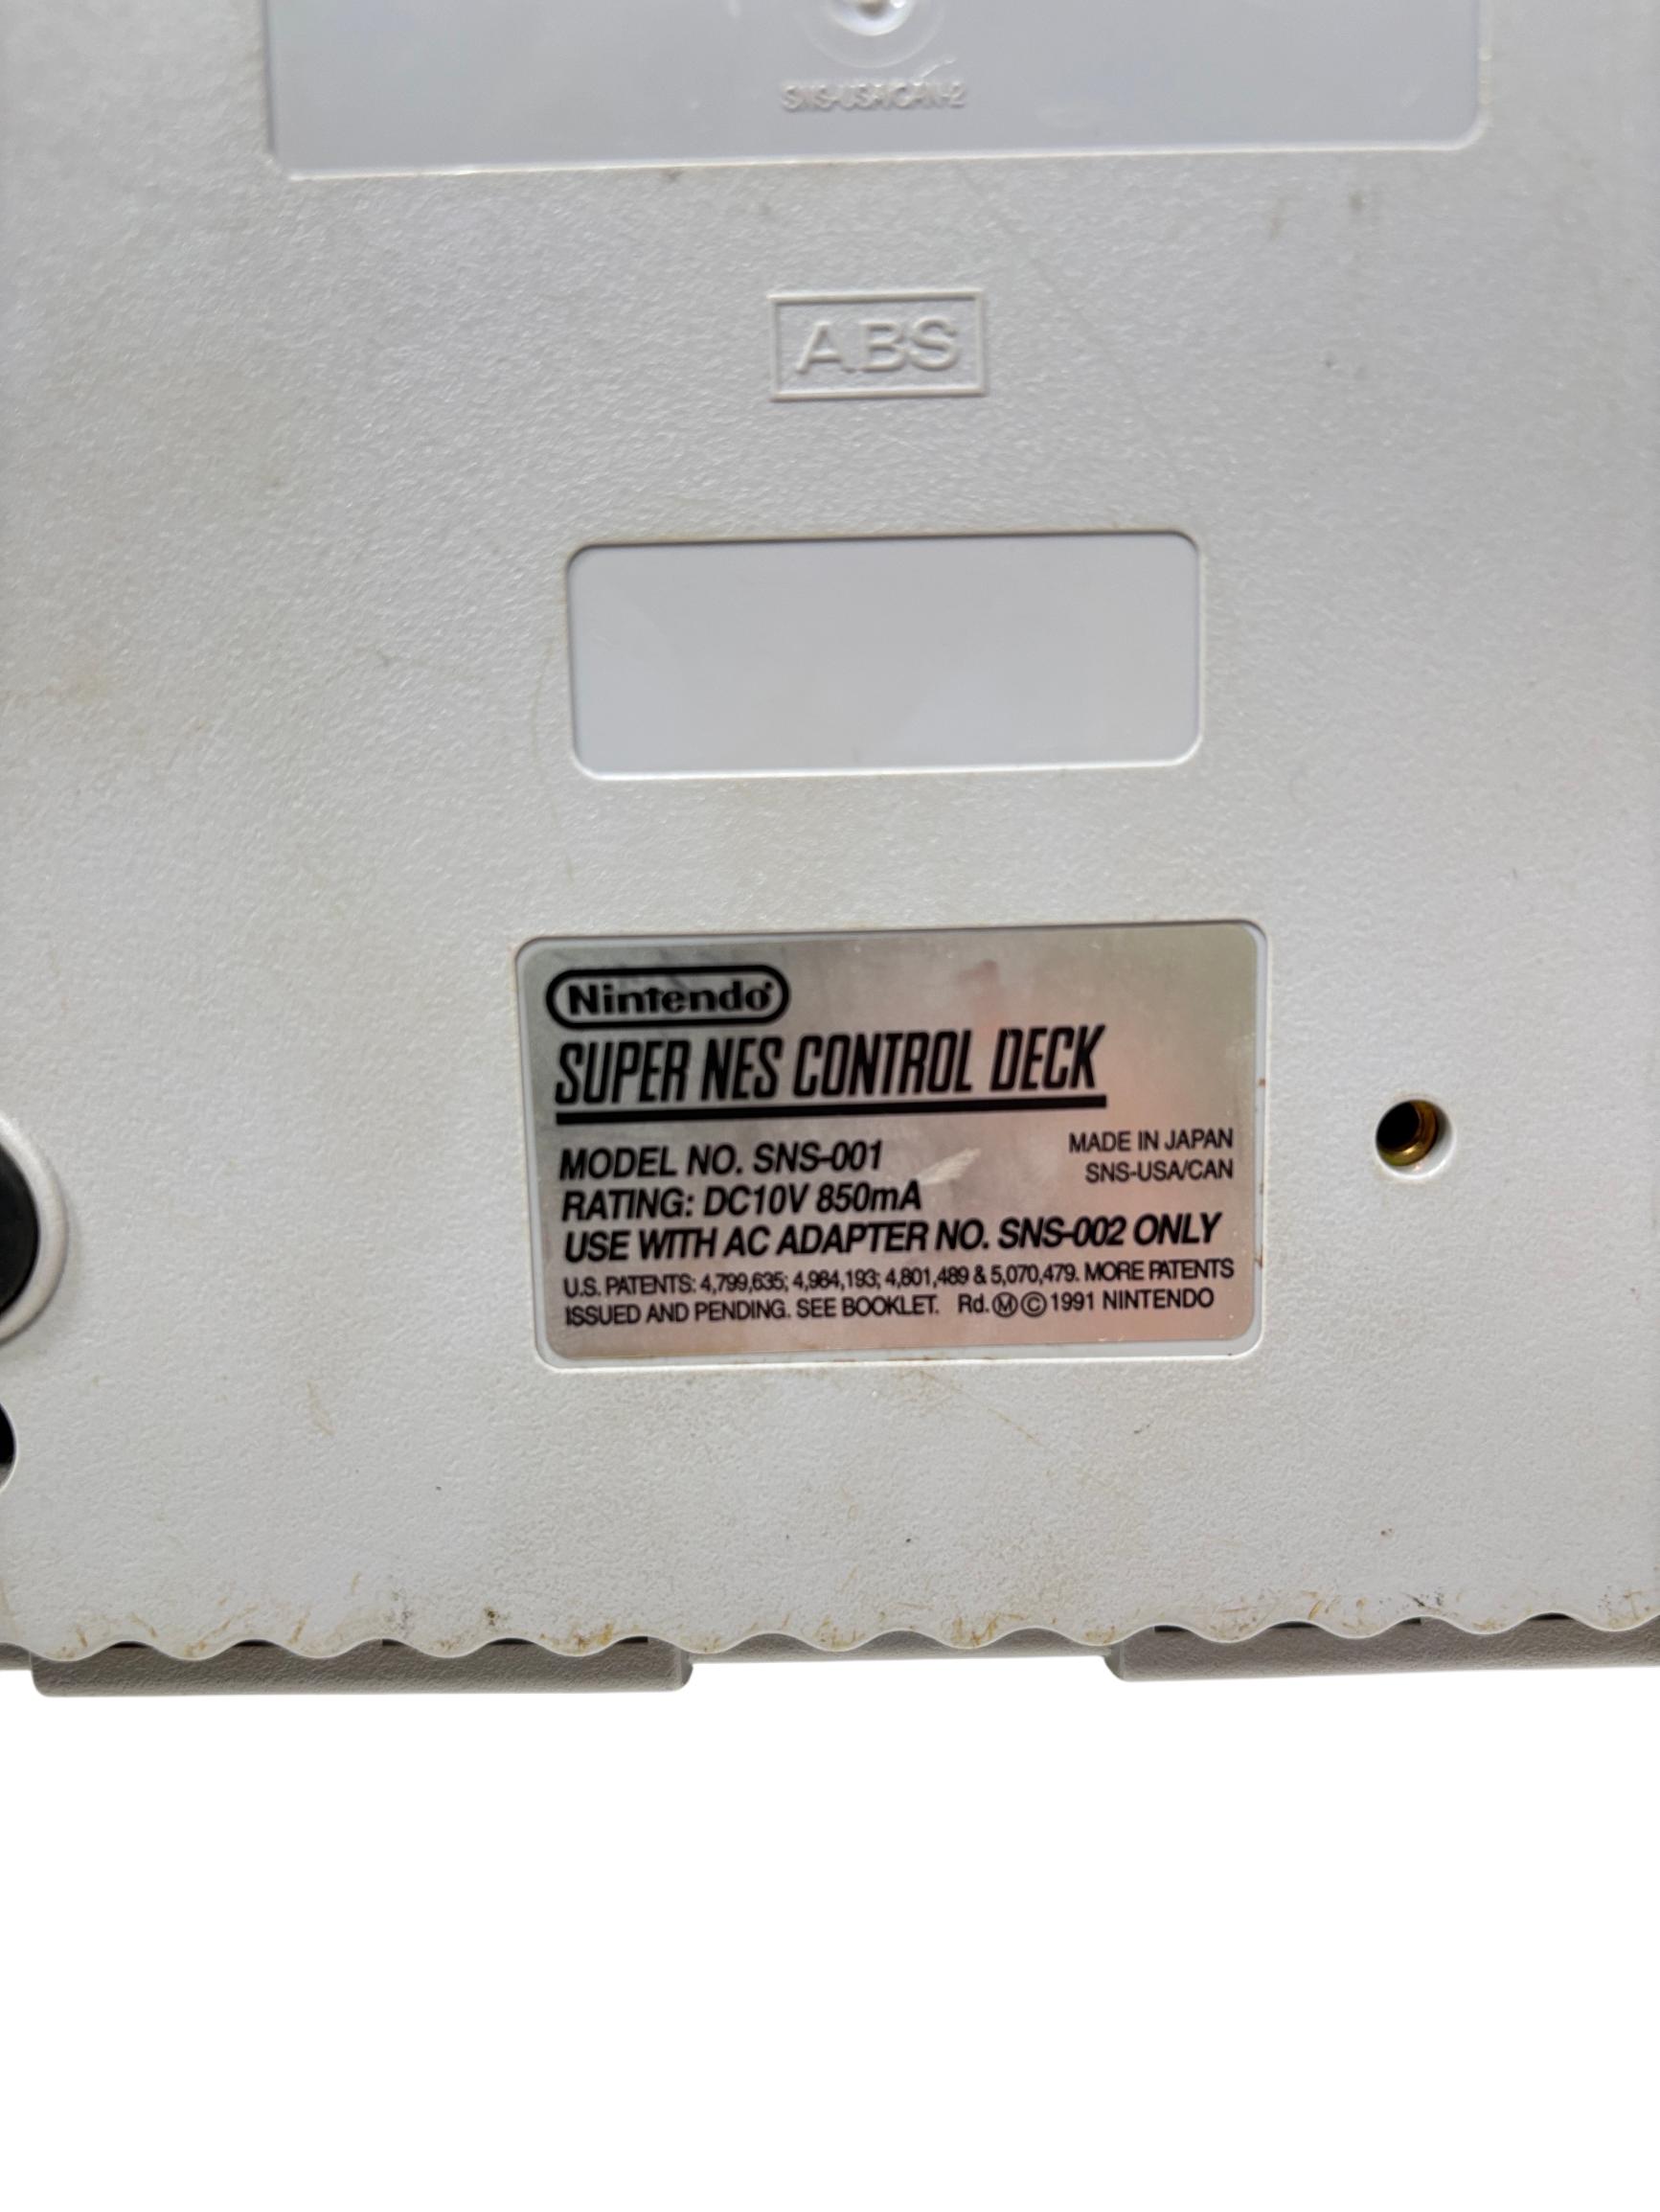 SNS-USA/CAN-2
ABS
Nintendo®
SUPER NES CONTROL DECK
MODEL NO. SNS-001
MADE IN JAPAN
RATING: DC10V 850mA
SNS-USA/CAN
USE WITH AC ADAPTER NO. SNS-002 ONLY
U.S. PATENTS: 4,799,635; 4,984,193; 4,801,489 & 5,070,479. MORE PATENTS
ISSUED AND PENDING. SEE BOOKLET. Rd.Ⓜ©1991 NINTENDO